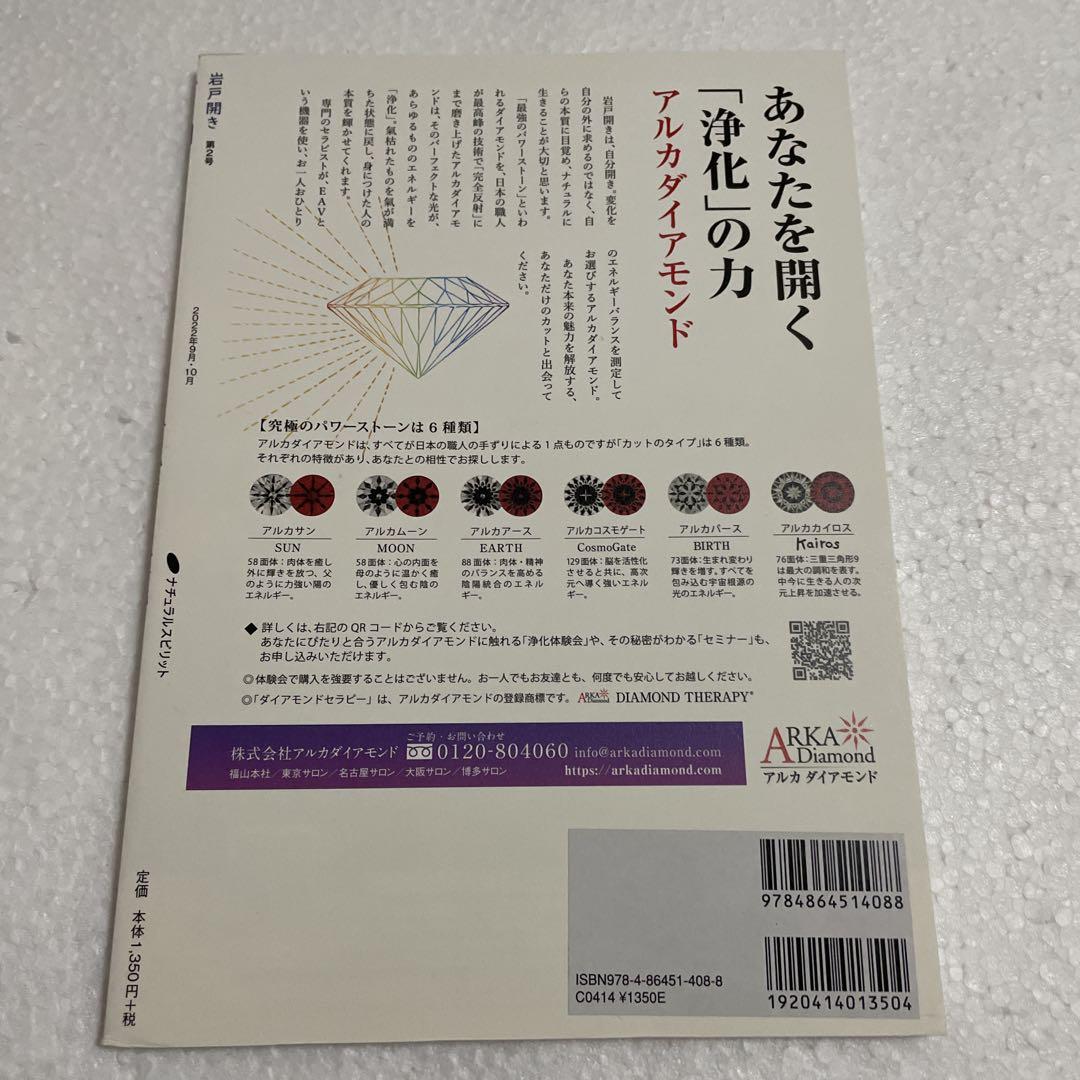 あなたを開く
「浄化」の力
アルカダイアモンド
岩戸開きは、自分開き。変化を
自分の外に求めるのではなく、自
らの本質に目覚め、ナチュラルに
生きることが大切と思います。
「最強のパワーストーン」といわ
れるダイアモンドを、日本の職人
が最高峰の技術で「完全反射」に
まで磨き上げたアルカダイアモ
ンドは、そのパーフェクトな光が、
あらゆるもののエネルギーを
「浄化」。氣枯れたものを氣が満
ちた状態に戻し、身につけた人の
本質を輝かせてくれます。
専門のセラピストが、EAVと
いう機器を使い、お一人おひとり
のエネルギーバランスを測定して
お選びするアルカダイアモンド。
あなた本来の魅力を解放する、
あなただけのカットと出会って
ください。
岩戸開き 第2号
2022年9月・10月
ナチュラルスピリット
定価 本体1,350円+税
【究極のパワーストーンは6種類】
アルカダイアモンドは、すべてが日本の職人の手ずりによる1点ものですが「カットのタイプ」は6種類。
それぞれの特徴があり、あなたとの相性でお探しします。
アルカサン
SUN
58面体:肉体を癒し
外に輝きを放つ、父
のように力強い陽の
エネルギー。
アルカムーン
MOON
58面体:心の内面を
母のように温かく癒
し、優しく包む陰の
エネルギー。
アルカアース
EARTH
88面体:肉体・精神
のバランスを高める
陰陽統合のエネル
ギー。
アルカコスモゲート
CosmoGate
129面体:脳を活性化
させると共に、高次
元へ導く強いエネル
ギー。
アルカバース
BIRTH
73面体:生まれ変わり
輝きを増す。すべてを
包み込む宇宙根源の
光のエネルギー。
アルカカイロス
Kairos
76面体:三重三角形9
は最大の調和を表す。
中今に生きる人の次
元上昇を加速させる。
◆ 詳しくは、右記のQRコードからご覧ください。
あなたにぴたりと合うアルカダイアモンドに触れる「浄化体験会」や、その秘密がわかる「セミナー」も、
お申し込みいただけます。
◎体験会で購入を強要することはございません。お一人でもお友達とも、何度でも安心してお越しください。
◎「ダイアモンドセラピー」は、アルカダイアモンドの登録商標です。 ARKA Diamond DIAMOND THERAPY®
ご予約・お問い合わせ
株式会社アルカダイアモンド 0120-804060 info@arkadiamond.com
福山本社/東京サロン/名古屋サロン/大阪サロン/博多サロン https://arkadiamond.com
ARKA
Diamond
アルカ ダイアモンド
9784864514088
ISBN978-4-86451-408-8
C0414 ¥1350E
1920414013504